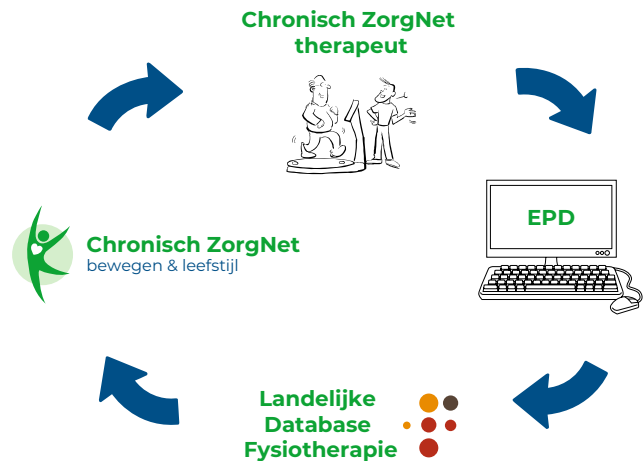 Chronisch ZorgNet
therapeut
EPD
Chronisch ZorgNet
bewegen & leefstijl
Landelijke
Database
Fysiotherapie